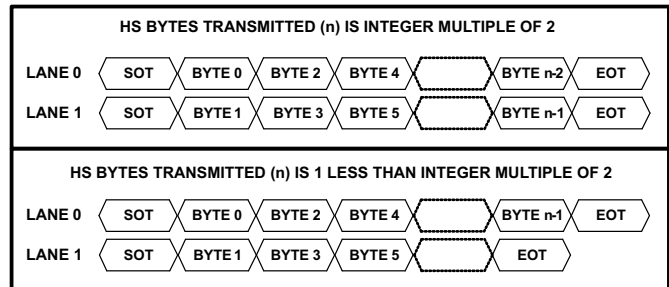 HS BYTES TRANSMITTED (n) IS INTEGER MULTIPLE OF 2
LANE 0 SOT BYTE 0 BYTE 2 BYTE 4 BYTE n-2 EOT
LANE 1 SOT BYTE 1 BYTE 3 BYTE 5 BYTE n-1 EOT
HS BYTES TRANSMITTED (n) IS 1 LESS THAN INTEGER MULTIPLE OF 2
LANE 0 SOT BYTE 0 BYTE 2 BYTE 4 BYTE n-1 EOT
LANE 1 SOT BYTE 1 BYTE 3 BYTE 5 EOT